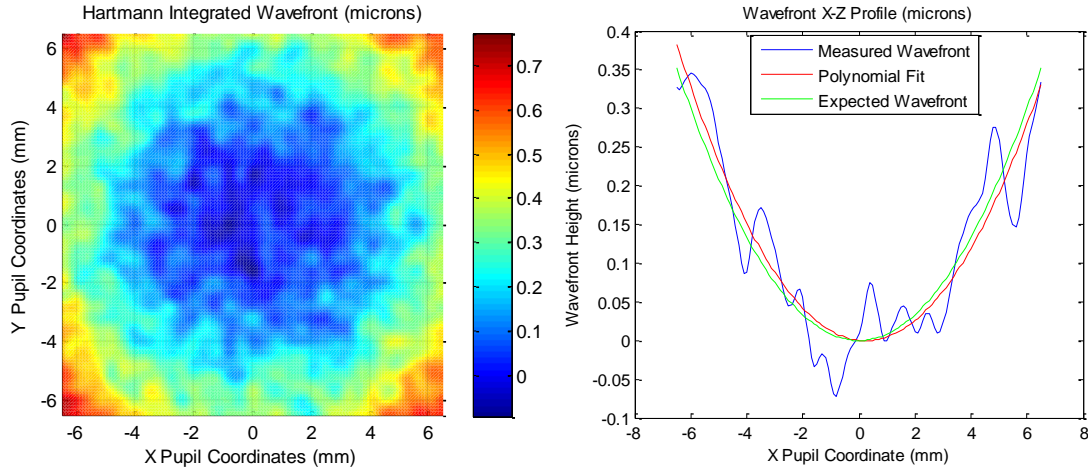 Hartmann Integrated Wavefront (microns)
Y Pupil Coordinates (mm)
6
4
2
0
-2
-4
-6
-6 -4 -2 0 2 4 6
X Pupil Coordinates (mm)
0.7
0.6
0.5
0.4
0.3
0.2
0.1
0
Wavefront X-Z Profile (microns)
Measured Wavefront
Polynomial Fit
Expected Wavefront
Wavefront Height (microns)
0.4
0.35
0.3
0.25
0.2
0.15
0.1
0.05
0
-0.05
-0.1
-8 -6 -4 -2 0 2 4 6 8
X Pupil Coordinate (mm)